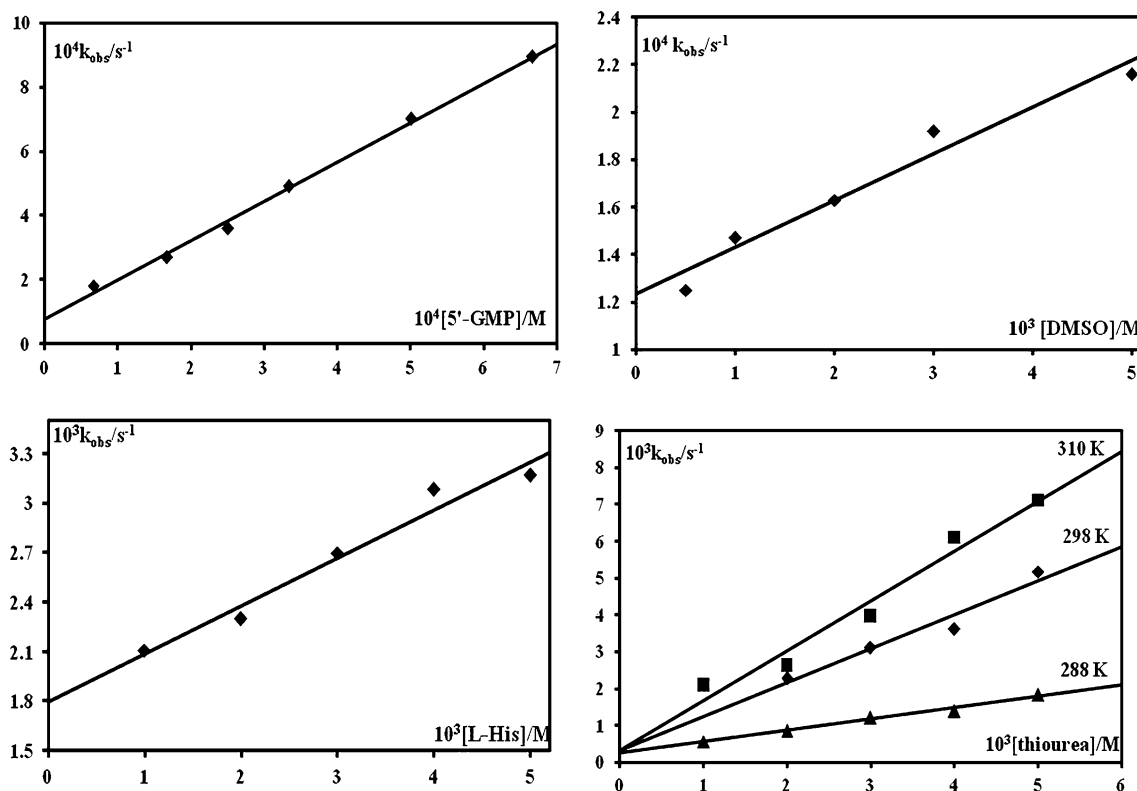 10
10⁴kobs/s⁻¹
8
6
4
2
0
10⁴[5'-GMP]/M
0 1 2 3 4 5 6 7
2.4
10⁴ kobs/s⁻¹
2.2
2
1.8
1.6
1.4
1.2
1
10³ [DMSO]/M
0 1 2 3 4 5
10³kobs/s⁻¹
3.3
3
2.7
2.4
2.1
1.8
1.5
10³[L-His]/M
0 1 2 3 4 5
9
10³kobs/s⁻¹
310 K
8
7
6
298 K
5
4
3
288 K
2
1
0
10³[thiourea]/M
0 1 2 3 4 5 6